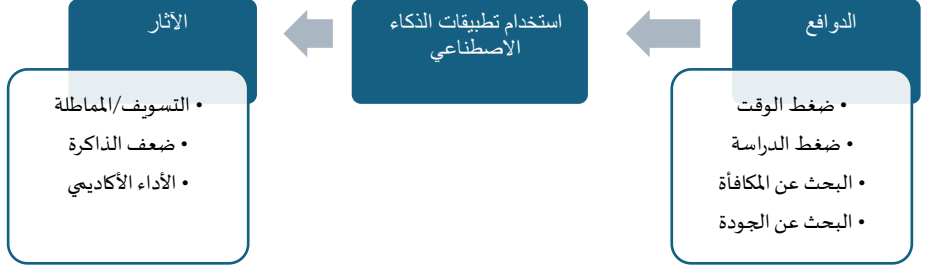 الدوافع
• ضغط الوقت
• ضغط الدراسة
• البحث عن المكافأة
• البحث عن الجودة
استخدام تطبيقات الذكاء
الاصطناعي
الآثار
• التسويف/المماطلة
• ضعف الذاكرة
• الأداء الأكاديمي